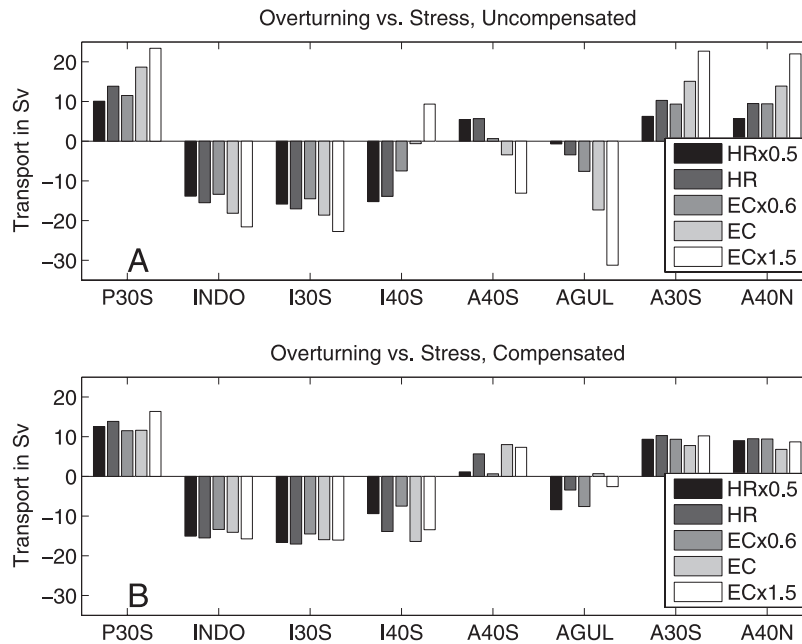 Overturning vs. Stress, Uncompensated
Transport in Sv
20
10
0
−10
−20
−30
A
HRx0.5
HR
ECx0.6
EC
ECx1.5
P30S INDO I30S I40S A40S AGUL A30S A40N
Overturning vs. Stress, Compensated
Transport in Sv
20
10
0
−10
−20
−30
B
HRx0.5
HR
ECx0.6
EC
ECx1.5
P30S INDO I30S I40S A40S AGUL A30S A40N